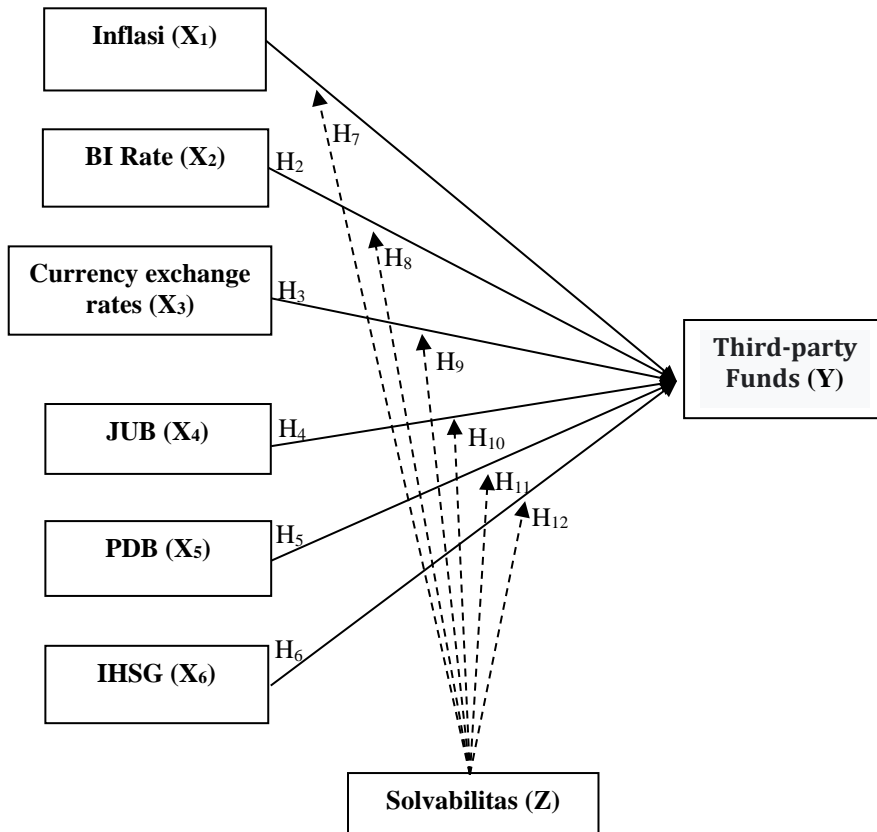 Inflasi (X₁)
H₇
BI Rate (X₂)
H₂
H₈
Currency exchange
rates (X₃)
H₃
H₉
Third-party
Funds (Y)
JUB (X₄)
H₄
H₁₀
H₁₁
H₁₂
PDB (X₅)
H₅
IHSG (X₆)
H₆
Solvabilitas (Z)